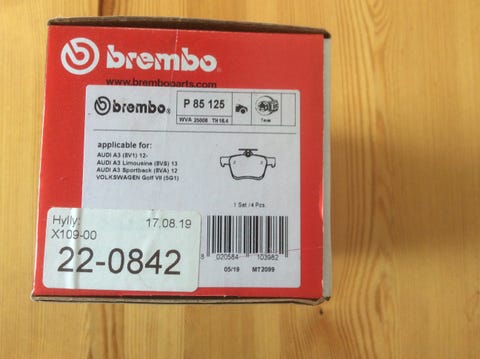 brembo
www.bremboparts.com
brembo
P 85 125
WVA 25008 TH 16.4
applicable for:
AUDI A3 (8V1) 12-
AUDI A3 Limousine (8VS) 13
AUDI A3 Sportback (8VA) 12
VOLKSWAGEN Golf VII (5G1)
1 Set / 4 Pcs.
Hylly:
17.08.19
X109-00
22-0842
8 020584 103982
05/19 MT2099